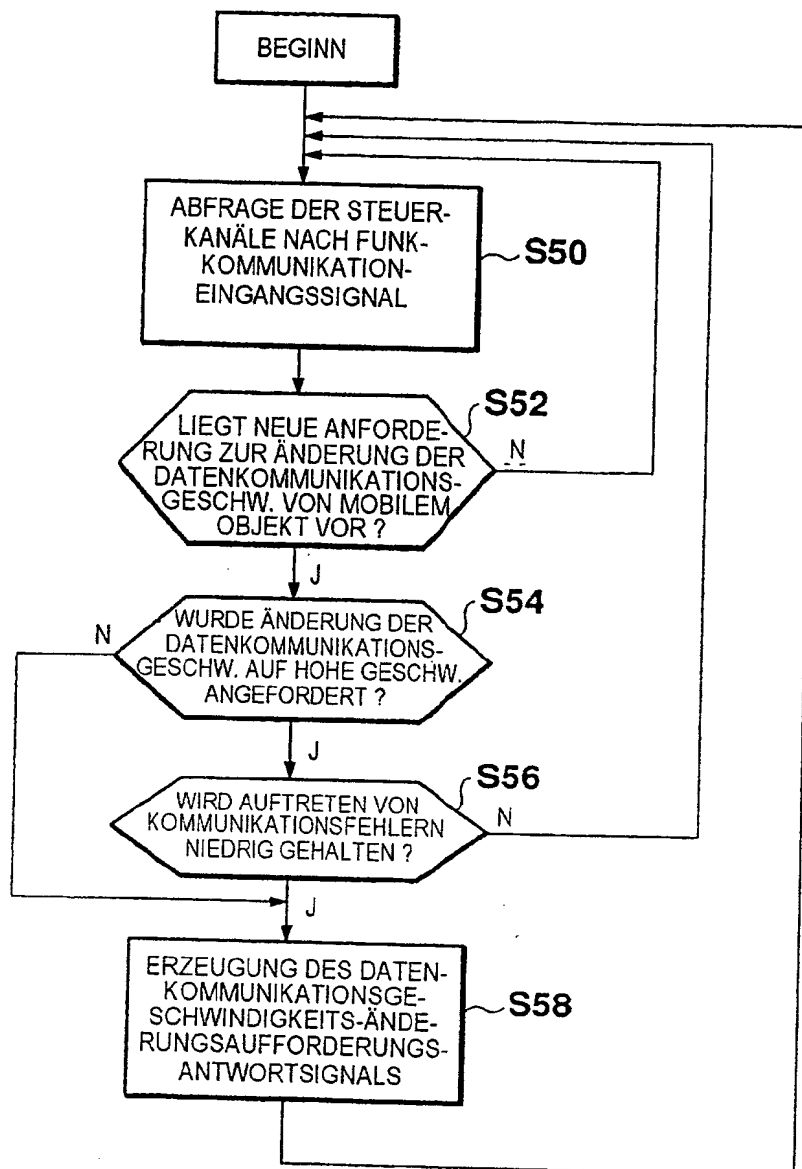 BEGINN
ABFRAGE DER STEUER-
KANÄLE NACH FUNK-
KOMMUNIKATION-
EINGANGSSIGNAL
S50
S52
LIEGT NEUE ANFORDE-
RUNG ZUR ÄNDERUNG DER
DATENKOMMUNIKATIONS-
GESCHW. VON MOBILEM
OBJEKT VOR ?
N
J
S54
N
WURDE ÄNDERUNG DER
DATENKOMMUNIKATIONS-
GESCHW. AUF HOHE GESCHW.
ANGEFORDERT ?
J
S56
WIRD AUFTRETEN VON
KOMMUNIKATIONSFEHLERN
NIEDRIG GEHALTEN ?
N
J
ERZEUGUNG DES DATEN-
KOMMUNIKATIONSGE-
SCHWINDIGKEITS-ÄNDE-
RUNGSAUFFORDERUNGS-
ANTWORTSIGNALS
S58